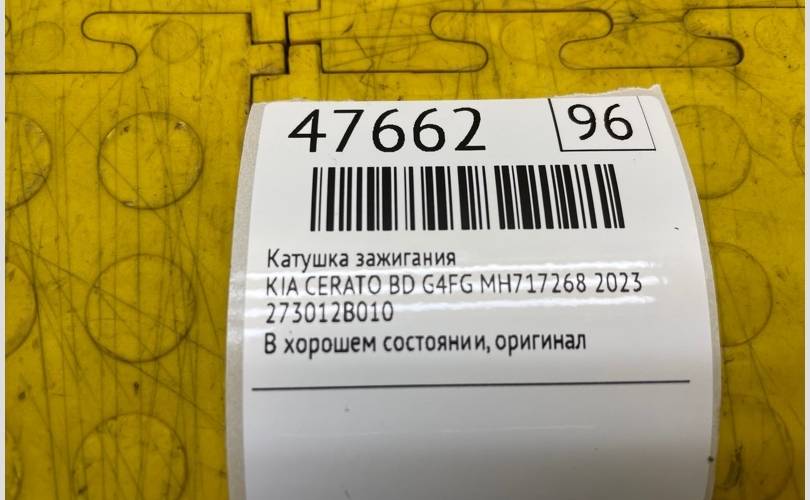 47662 96
Катушка зажигания
KIA CERATO BD G4FG MH717268 2023
273012B010
В хорошем состоянии, оригинал